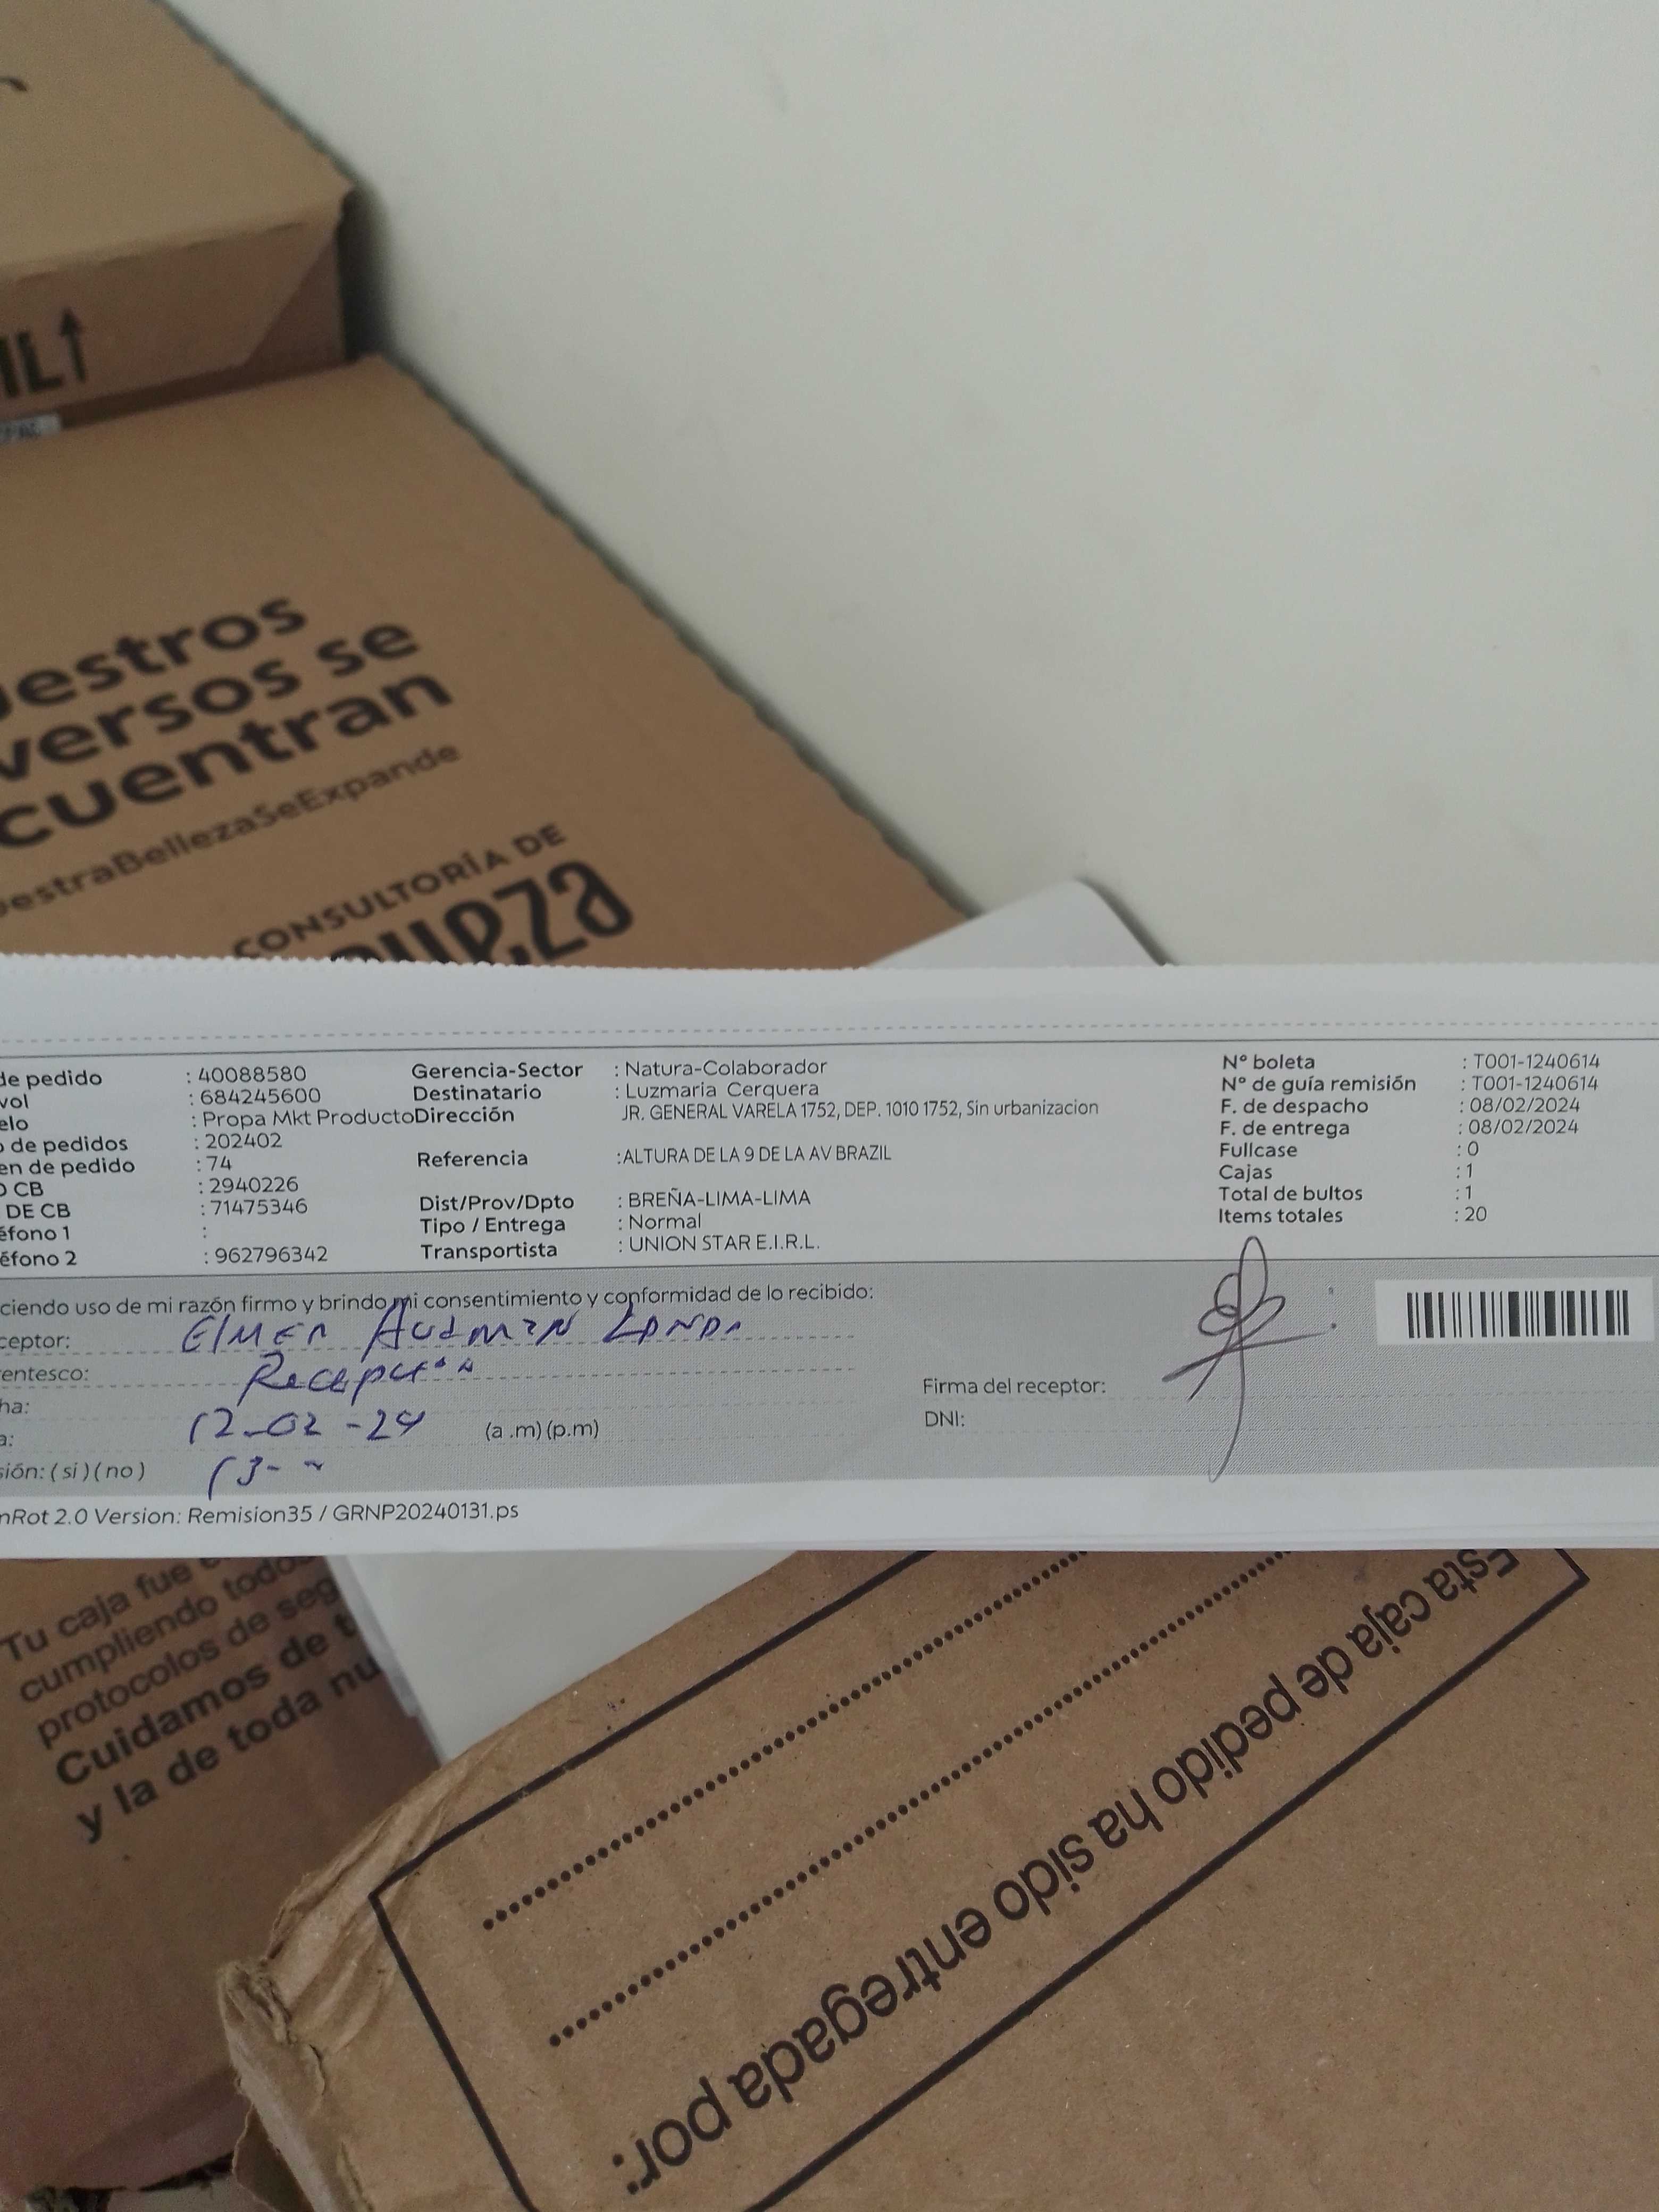 IL↑
uestros
versos se
cuentran
estraBellezaSeExpande
CONSULTORÍA DE
de pedido : 40088580
vol : 684245600
elo : Propa Mkt Producto
o de pedidos : 202402
en de pedido : 74
O CB : 2940226
DE CB : 71475346
éfono 1 :
éfono 2 : 962796342
Gerencia-Sector : Natura-Colaborador
Destinatario : Luzmaria Cerquera
Dirección JR. GENERAL VARELA 1752, DEP. 1010 1752, Sin urbanizacion
Referencia :ALTURA DE LA 9 DE LA AV BRAZIL
Dist/Prov/Dpto : BREÑA-LIMA-LIMA
Tipo / Entrega : Normal
Transportista : UNION STAR E.I.R.L.
Nº boleta : T001-1240614
Nº de guía remisión : T001-1240614
F. de despacho : 08/02/2024
F. de entrega : 08/02/2024
Fullcase : 0
Cajas : 1
Total de bultos : 1
Items totales : 20
ciendo uso de mi razón firmo y brindo mi consentimiento y conformidad de lo recibido:
ceptor: Elmer
entesco: Recepción
ha: 12-02-24
a: (a .m) (p.m)
sión: ( si ) ( no )
Firma del receptor:
DNI:
nRot 2.0 Version: Remision35 / GRNP20240131.ps
Tu caja fue
cumpliendo todo
protocolos de seg
Cuidamos de t
y la de toda nu
Esta caja de pedido ha sido entregada por: